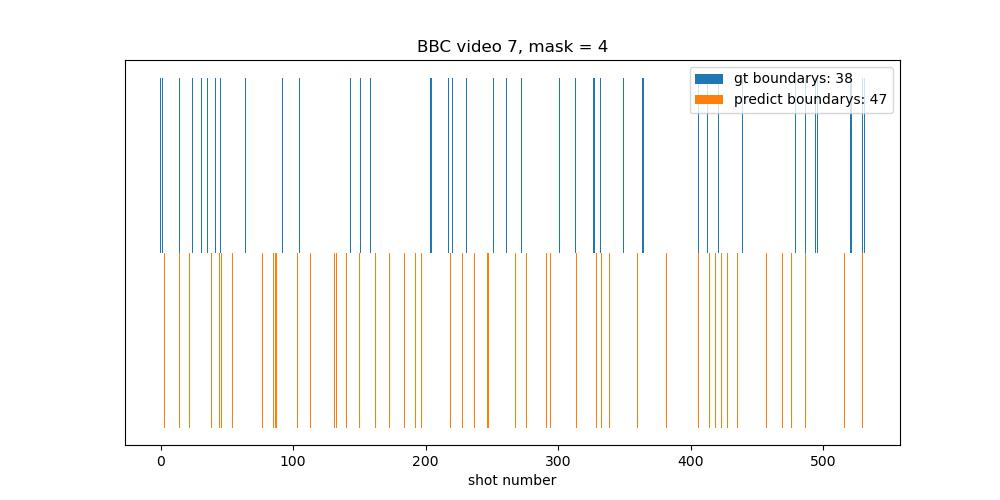 BBC video 7, mask = 4
gt boundarys: 38
predict boundarys: 47
0 100 200 300 400 500
shot number